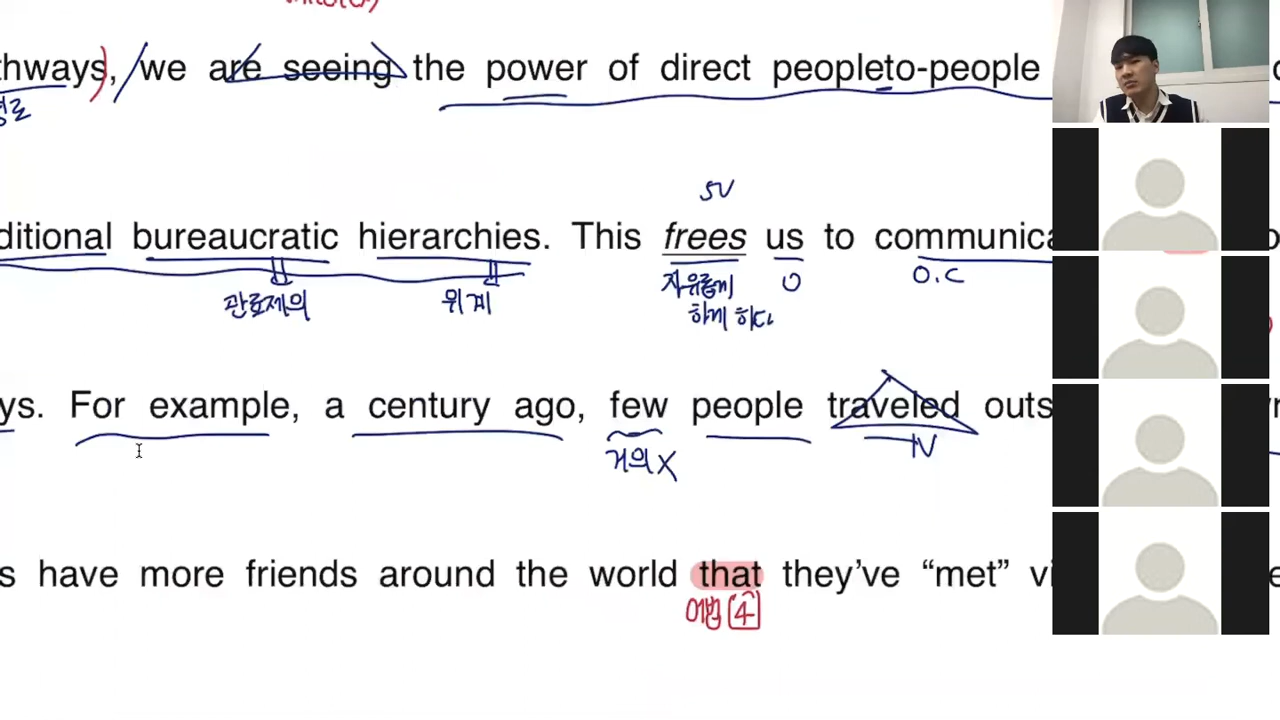 thways), we are seeing the power of direct peopleto-people
경로
5V
ditional bureaucratic hierarchies. This frees us to communica
관료제의 위계 자유롭게 하게 하다 O O.C
ys. For example, a century ago, few people traveled outs
거의X 1V
s have more friends around the world that they've “met” vi
어법 4